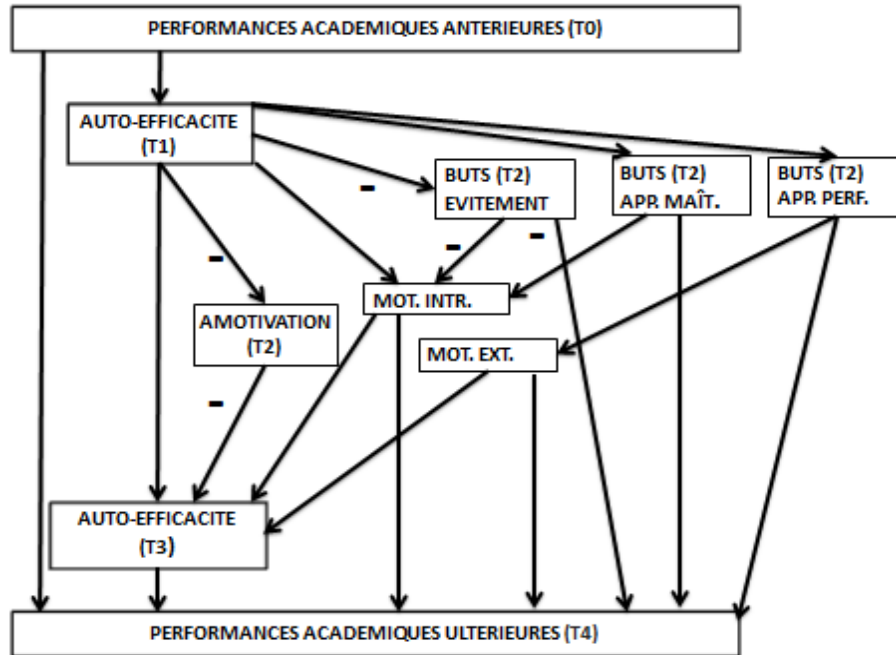 PERFORMANCES ACADEMIQUES ANTERIEURES (T0)
AUTO-EFFICACITE
(T1)
BUTS (T2)
EVITEMENT
BUTS (T2)
APP. MAÎT.
BUTS (T2)
APP. PERF.
-
-
-
-
MOT. INTR.
AMOTIVATION
(T2)
MOT. EXT.
-
AUTO-EFFICACITE
(T3)
PERFORMANCES ACADEMIQUES ULTERIEURES (T4)